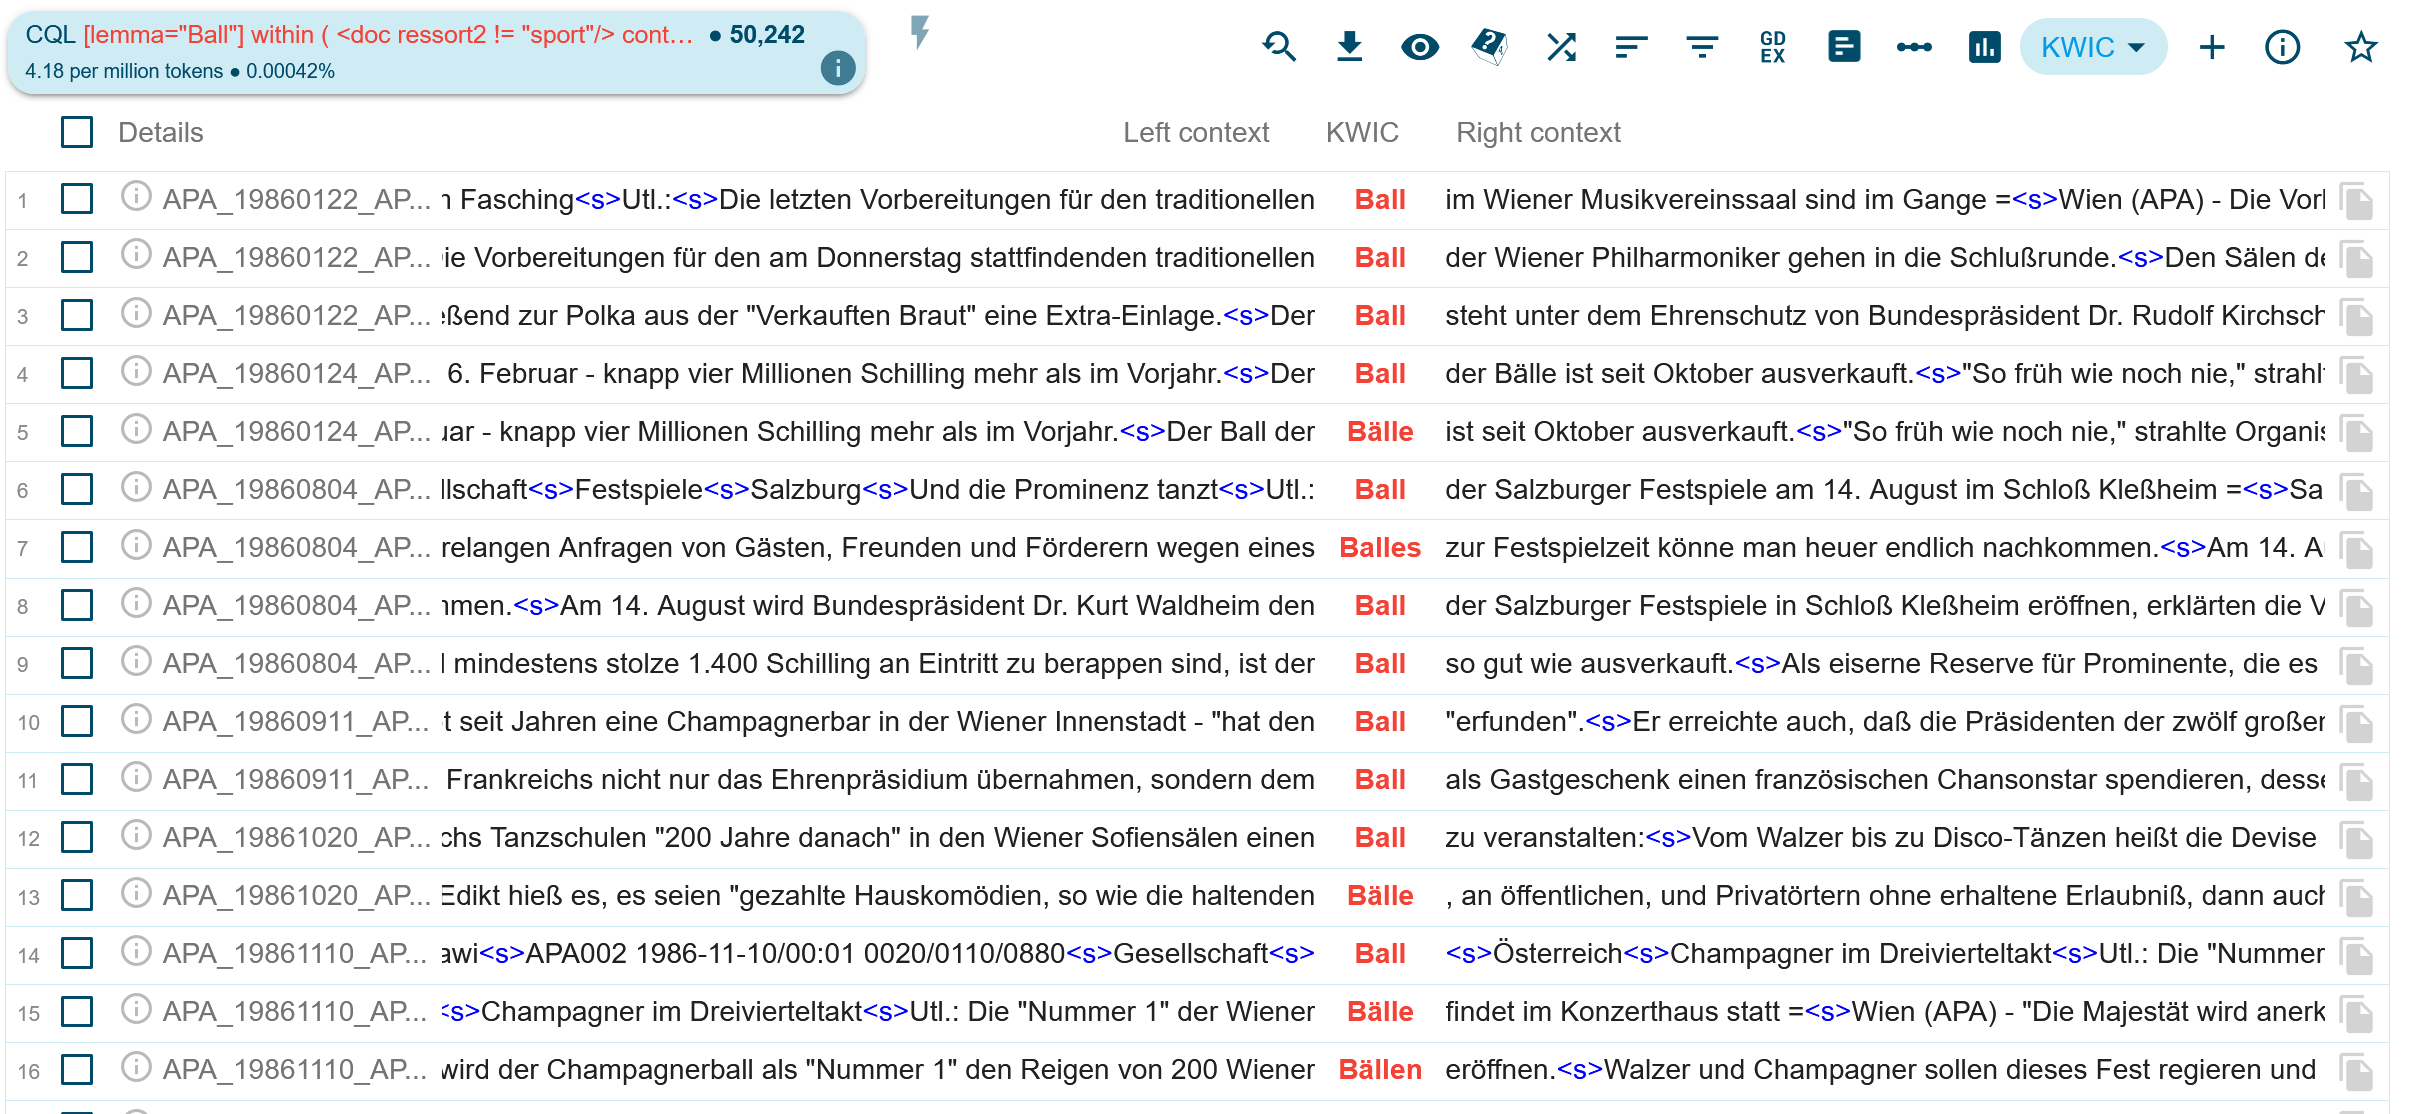 CQL [lemma="Ball"] within ( <doc ressort2 != "sport"/> cont… ● 50,242
4.18 per million tokens ● 0.00042%
i
GD EX
KWIC
Details Left context KWIC Right context
1 APA_19860122_AP... Fasching<s>Utl.:<s>Die letzten Vorbereitungen für den traditionellen Ball im Wiener Musikvereinssaal sind im Gange =<s>Wien (APA) - Die
2 APA_19860122_AP... Vorbereitungen für den am Donnerstag stattfindenden traditionellen Ball der Wiener Philharmoniker gehen in die Schlußrunde.<s>Den Sälen
3 APA_19860122_AP... zur Polka aus der "Verkauften Braut" eine Extra-Einlage.<s>Der Ball steht unter dem Ehrenschutz von Bundespräsident Dr. Rudolf Kirchsch
4 APA_19860124_AP... 6. Februar - knapp vier Millionen Schilling mehr als im Vorjahr.<s>Der Ball der Bälle ist seit Oktober ausverkauft.<s>"So früh wie noch nie," strahl
5 APA_19860124_AP... uar - knapp vier Millionen Schilling mehr als im Vorjahr.<s>Der Ball der Bälle ist seit Oktober ausverkauft.<s>"So früh wie noch nie," strahlte Organis
6 APA_19860804_AP... llschaft<s>Festspiele<s>Salzburg<s>Und die Prominenz tanzt<s>Utl.: Ball der Salzburger Festspiele am 14. August im Schloß Kleßheim =<s>Sa
7 APA_19860804_AP... relangen Anfragen von Gästen, Freunden und Förderern wegen eines Balles zur Festspielzeit könne man heuer endlich nachkommen.<s>Am 14. A
8 APA_19860804_AP... men.<s>Am 14. August wird Bundespräsident Dr. Kurt Waldheim den Ball der Salzburger Festspiele in Schloß Kleßheim eröffnen, erklärten die V
9 APA_19860804_AP... mindestens stolze 1.400 Schilling an Eintritt zu berappen sind, ist der Ball so gut wie ausverkauft.<s>Als eiserne Reserve für Prominente, die es
10 APA_19860911_AP... t seit Jahren eine Champagnerbar in der Wiener Innenstadt - "hat den Ball "erfunden".<s>Er erreichte auch, daß die Präsidenten der zwölf großen
11 APA_19860911_AP... Frankreichs nicht nur das Ehrenpräsidium übernahmen, sondern dem Ball als Gastgeschenk einen französischen Chansonstar spendieren, desse
12 APA_19861020_AP... chs Tanzschulen "200 Jahre danach" in den Wiener Sofiensälen einen Ball zu veranstalten:<s>Vom Walzer bis zu Disco-Tänzen heißt die Devise
13 APA_19861020_AP... Edikt hieß es, es seien "gezahlte Hauskomödien, so wie die haltenden Bälle , an öffentlichen, und Privatörtern ohne erhaltene Erlaubniß, dann auch
14 APA_19861110_AP... awi<s>APA002 1986-11-10/00:01 0020/0110/0880<s>Gesellschaft<s> Ball <s>Österreich<s>Champagner im Dreivierteltakt<s>Utl.: Die "Nummer
15 APA_19861110_AP... <s>Champagner im Dreivierteltakt<s>Utl.: Die "Nummer 1" der Wiener Bälle findet im Konzerthaus statt =<s>Wien (APA) - "Die Majestät wird anerk
16 APA_19861110_AP... wird der Champagnerball als "Nummer 1" den Reigen von 200 Wiener Bällen eröffnen.<s>Walzer und Champagner sollen dieses Fest regieren und